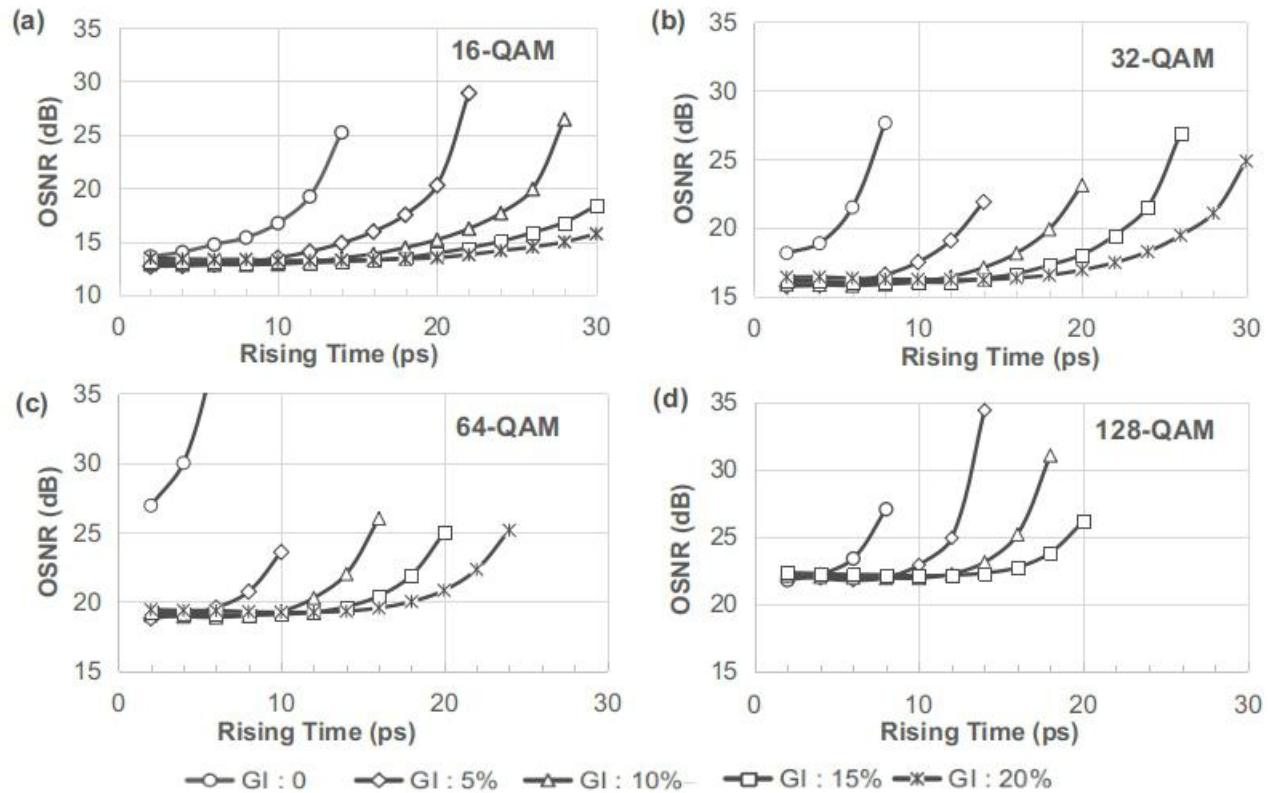 (a)
35
30
25
20
15
10
OSNR (dB)
16-QAM
0 10 20 30
Rising Time (ps)
(b)
35
30
25
20
15
OSNR (dB)
32-QAM
0 10 20 30
Rising Time (ps)
(c)
35
30
25
20
15
OSNR (dB)
64-QAM
0 10 20 30
Rising Time (ps)
(d)
35
30
25
20
15
OSNR (dB)
128-QAM
0 10 20 30
Rising Time (ps)
GI : 0 GI : 5% GI : 10% GI : 15% GI : 20%